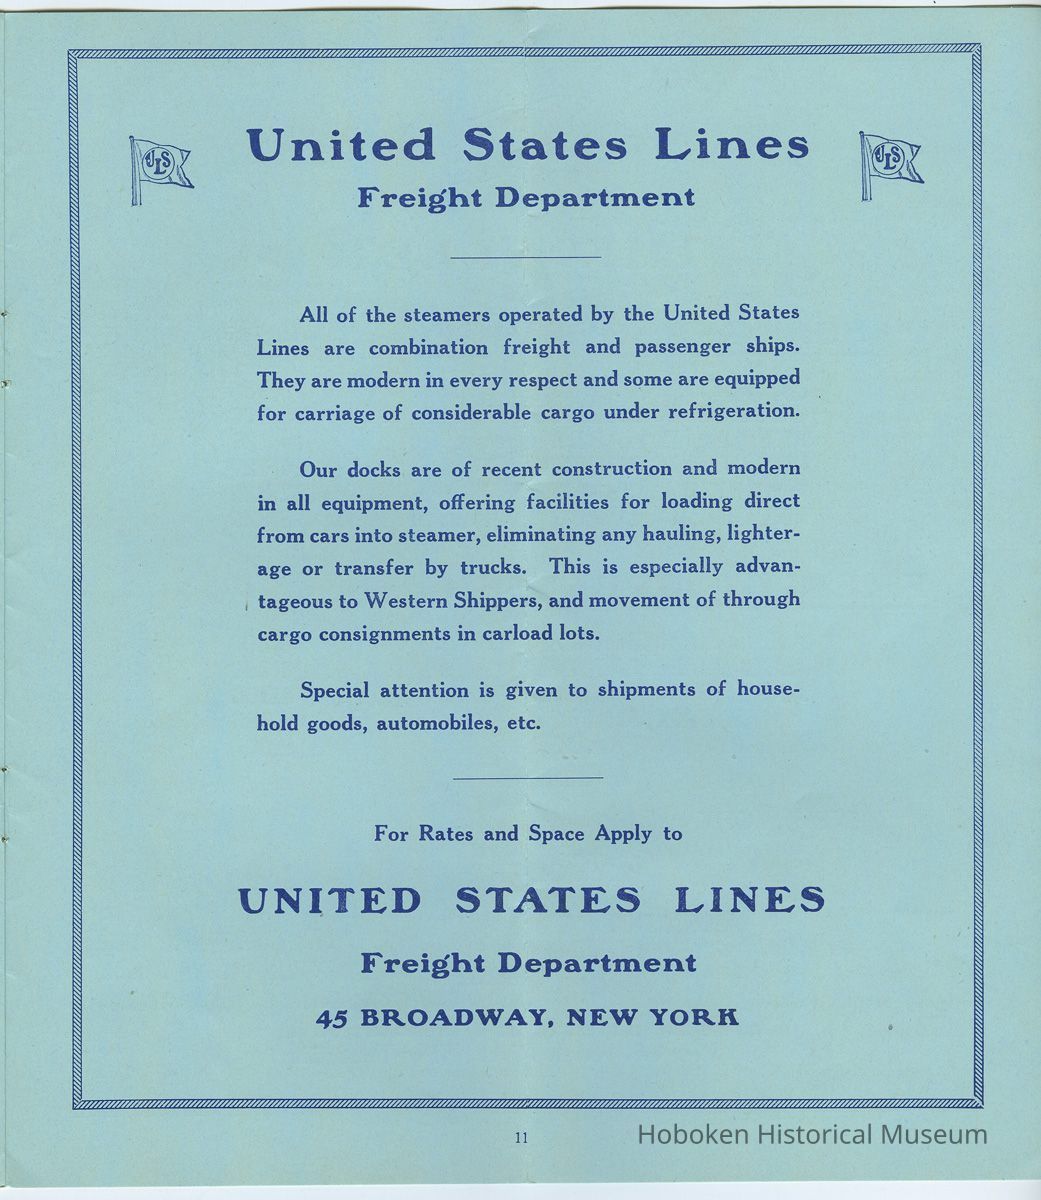 United States Lines
ULS
ULS
Freight Department
All of the steamers operated by the United States
Lines are combination freight and passenger ships.
They are modern in every respect and some are equipped
for carriage of considerable cargo under refrigeration.
Our docks are of recent construction and modern
in all equipment, offering facilities for loading direct
from cars into steamer, eliminating any hauling, lighter-
age or transfer by trucks. This is especially advan-
tageous to Western Shippers, and movement of through
cargo consignments in carload lots.
Special attention is given to shipments of house-
hold goods, automobiles, etc.
For Rates and Space Apply to
UNITED STATES LINES
Freight Department
45 BROADWAY, NEW YORK
11
Hoboken Historical Museum